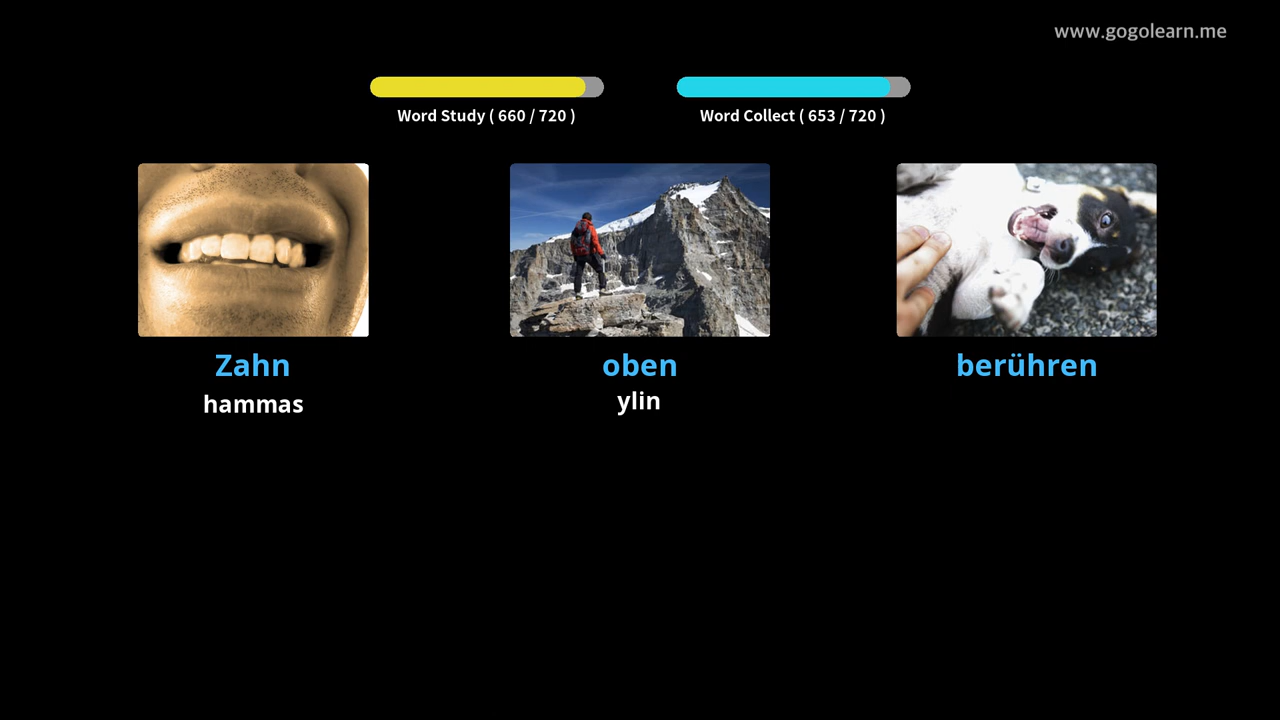 www.gogolearn.me
Word Study ( 660 / 720 )
Word Collect ( 653 / 720 )
Zahn
hammas
oben
ylin
berühren